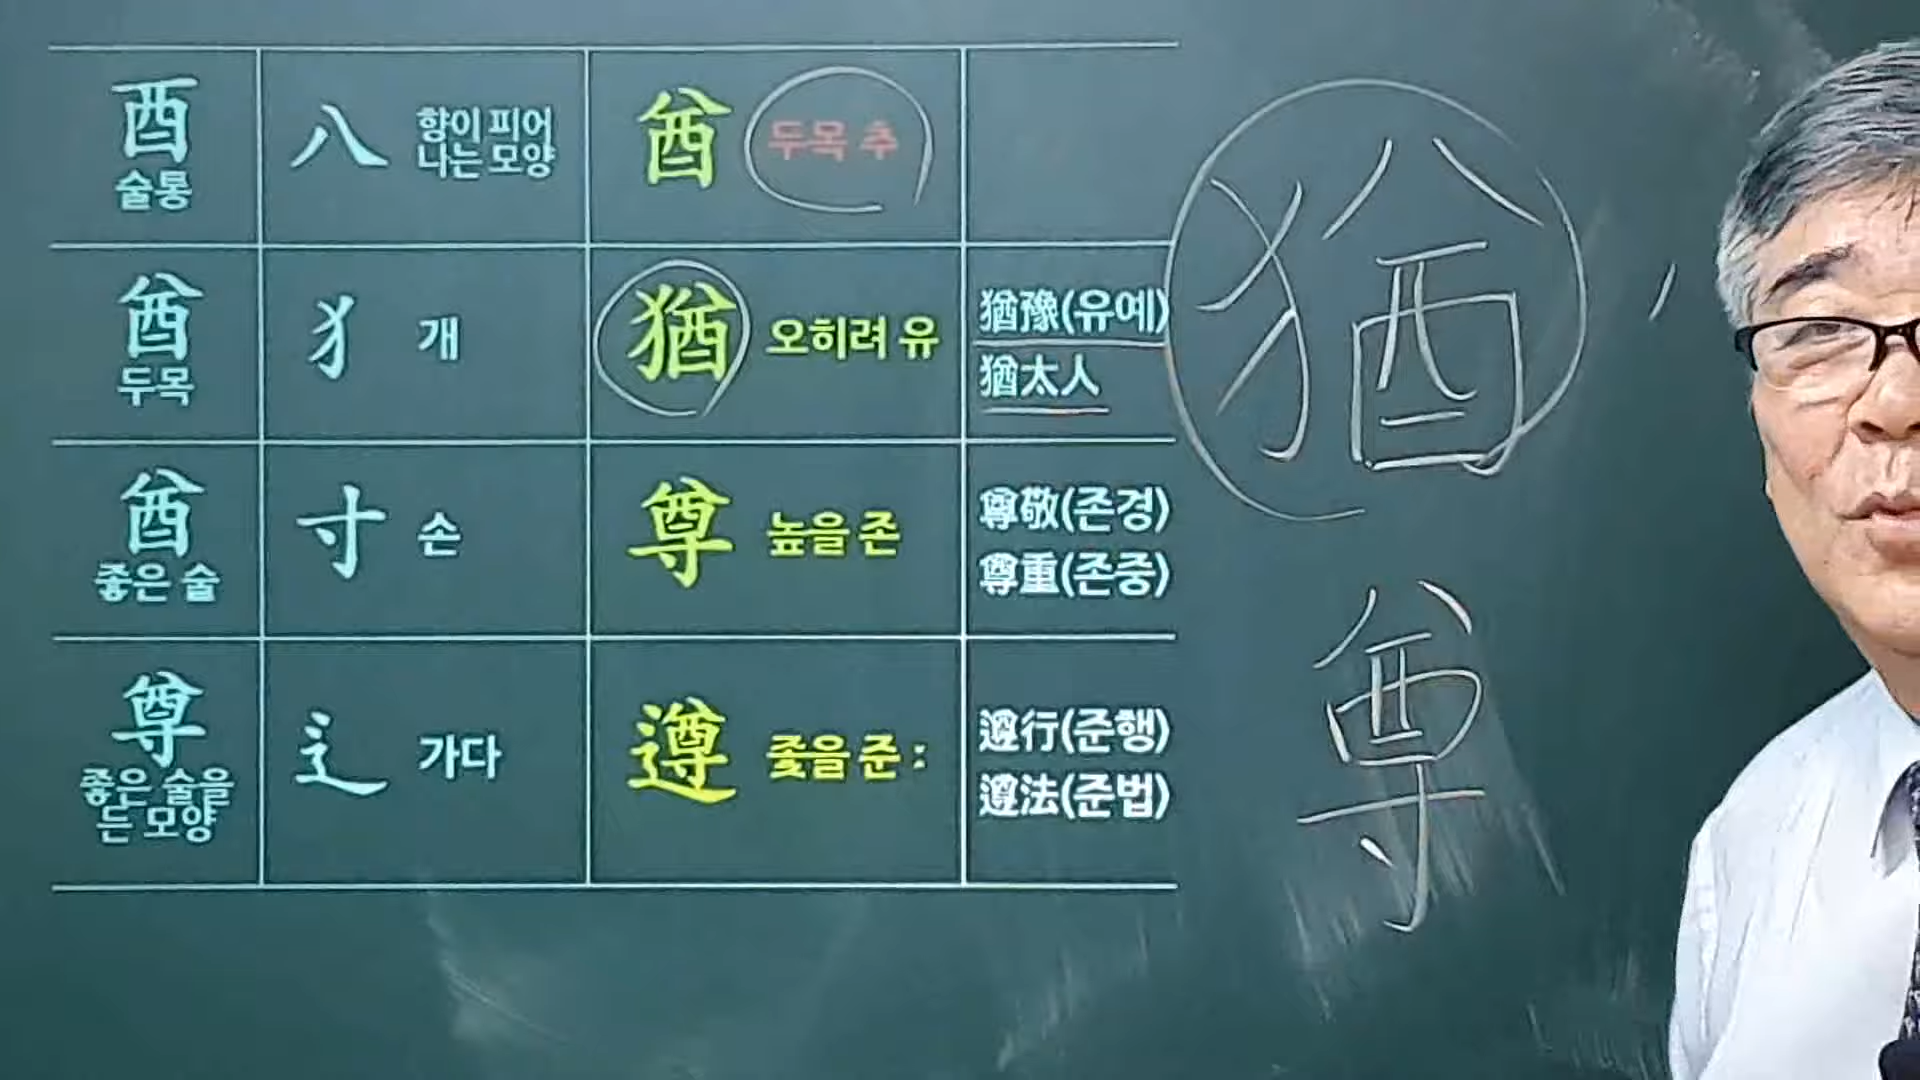 酉 八 향이 피어 酋 두목 추
술통 나는 모양
酋 犭 개 猶 오히려 유 猶豫(유예)
두목 猶太人
酋 寸 손 尊 높을 존 尊敬(존경)
좋은 술 尊重(존중)
尊 辶 가다 遵 좇을 준: 遵行(준행)
좋은 술을 遵法(준법)
든 모양
猶
尊